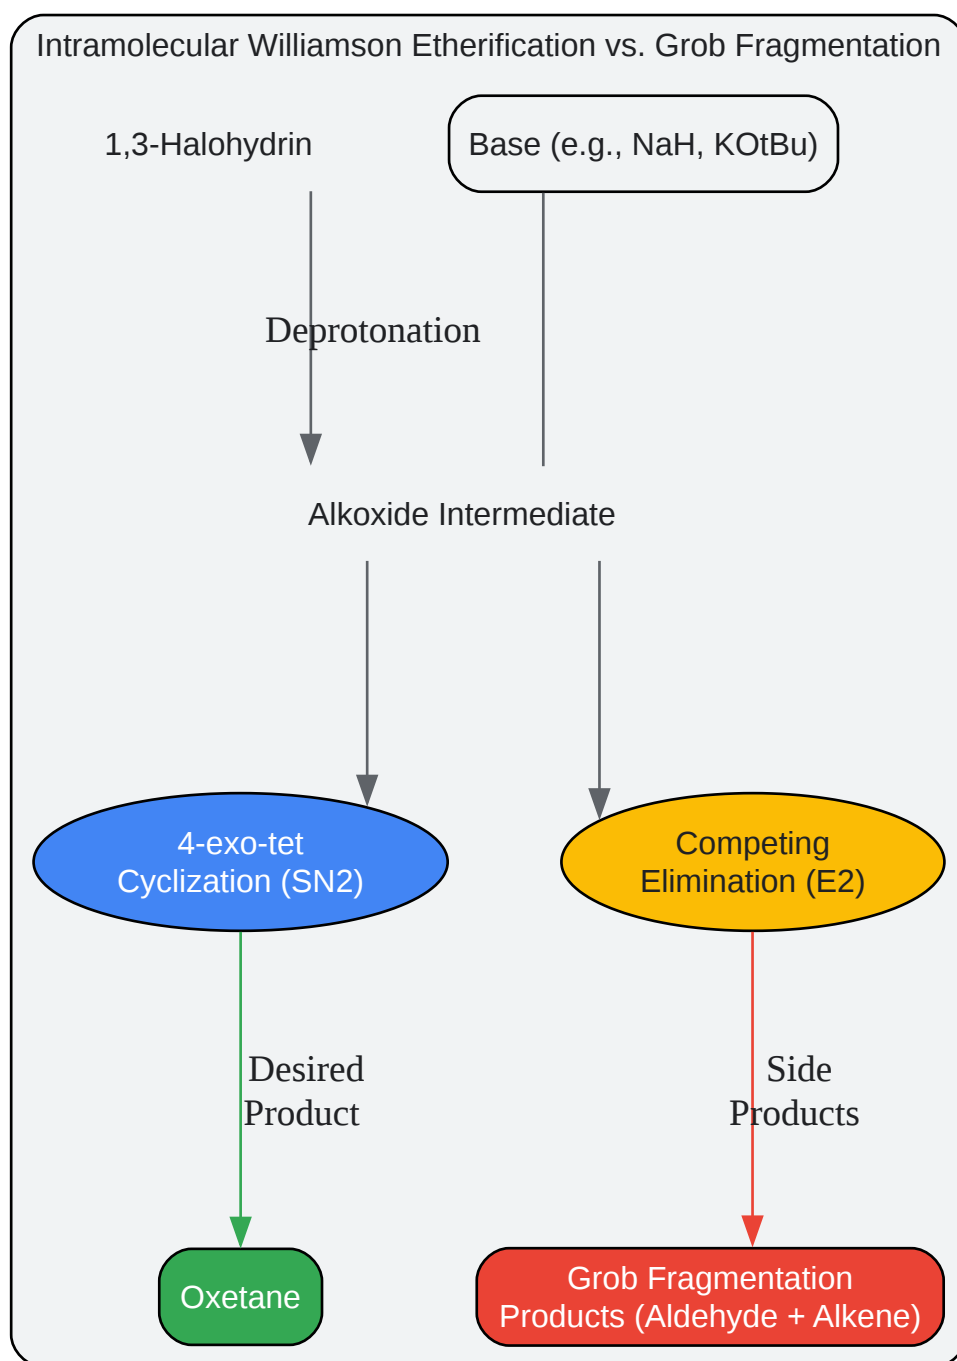 Intramolecular Williamson Etherification vs. Grob Fragmentation
1,3-Halohydrin
Base (e.g., NaH, KOtBu)
Deprotonation
Alkoxide Intermediate
4-exo-tet
Cyclization (SN2)
Competing
Elimination (E2)
Desired
Product
Side
Products
Oxetane
Grob Fragmentation
Products (Aldehyde + Alkene)